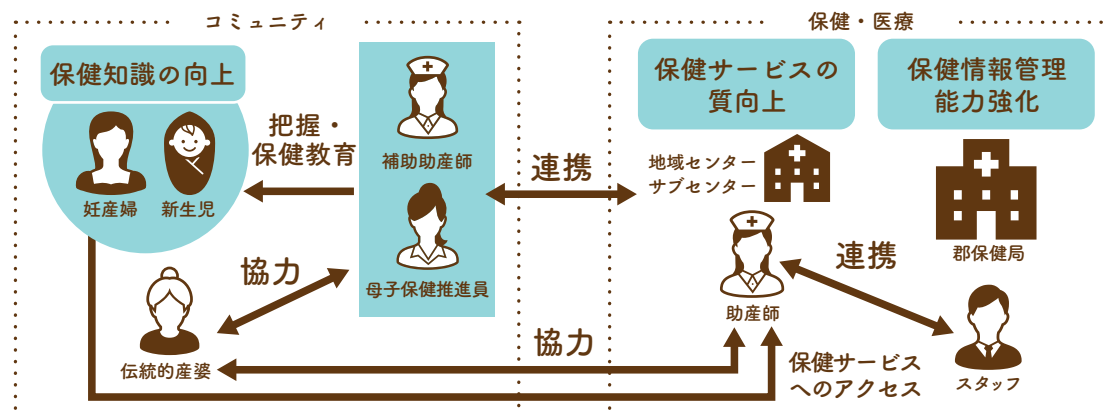 コミュニティ
保健・医療
保健知識の向上
妊産婦
新生児
把握・
保健教育
補助助産師
母子保健推進員
協力
伝統的産婆
連携
協力
保健サービスの
質向上
地域センター
サブセンター
助産師
保健情報管理
能力強化
郡保健局
連携
スタッフ
保健サービス
へのアクセス